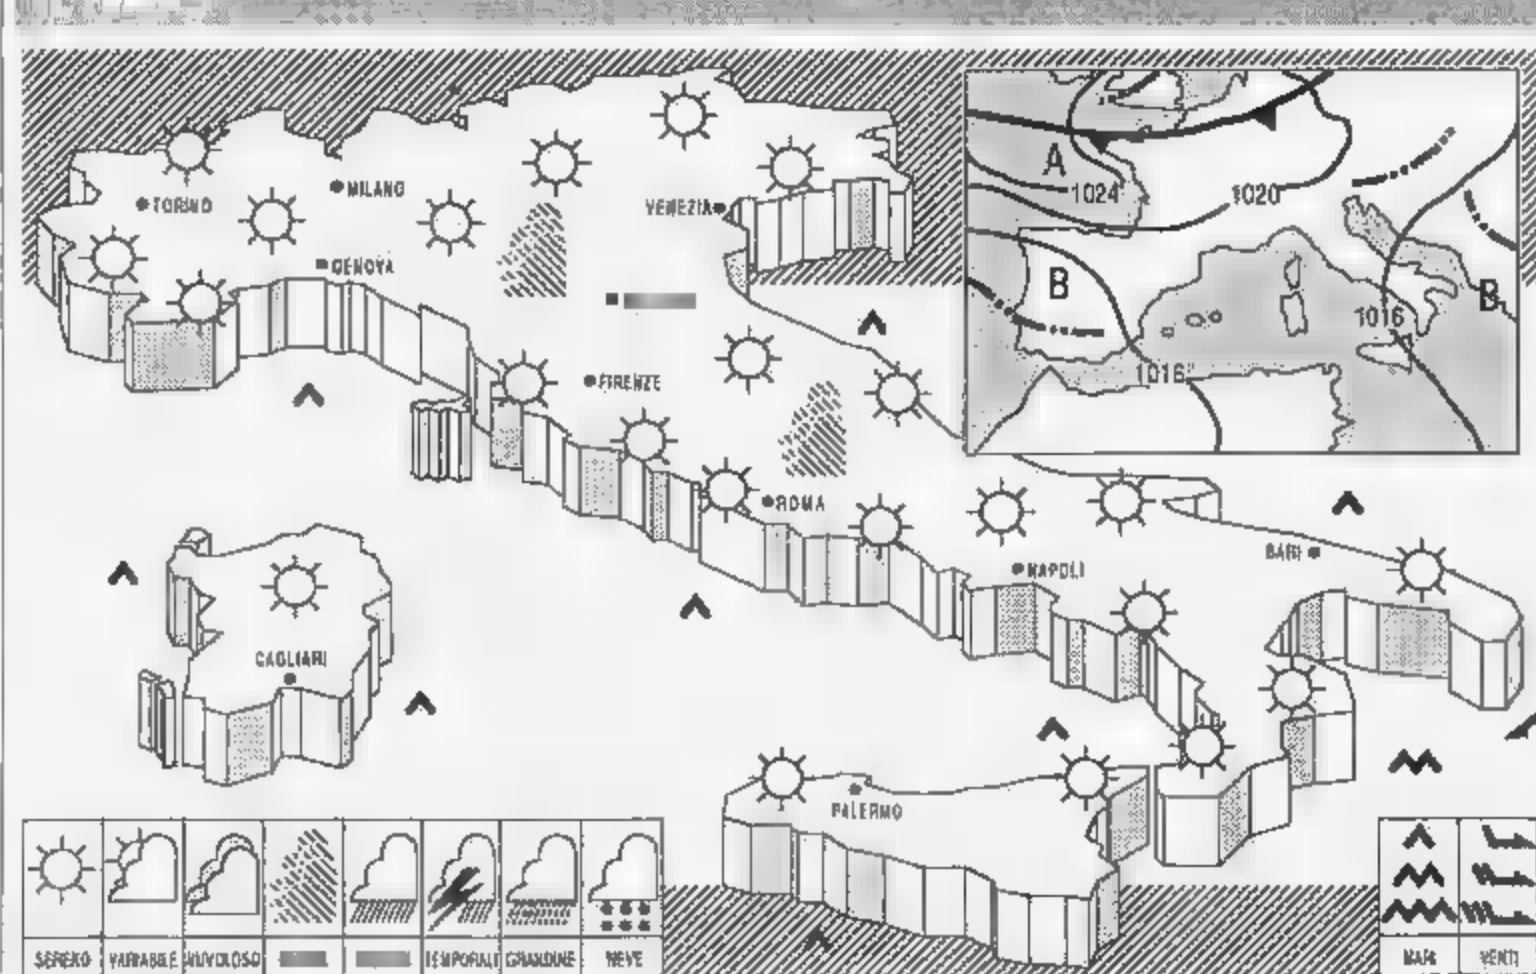 MILANO
TORINO
VENEZIA
GENOVA
FIRENZE
ROMA
NAPOLI
BARI
CAGLIARI
PALERMO
A
1024
1020
B
B
1016
1016
SERENO VARIABILE NUVOLOSO TEMPORALI GRANDINE NEVE
MARI VENTI